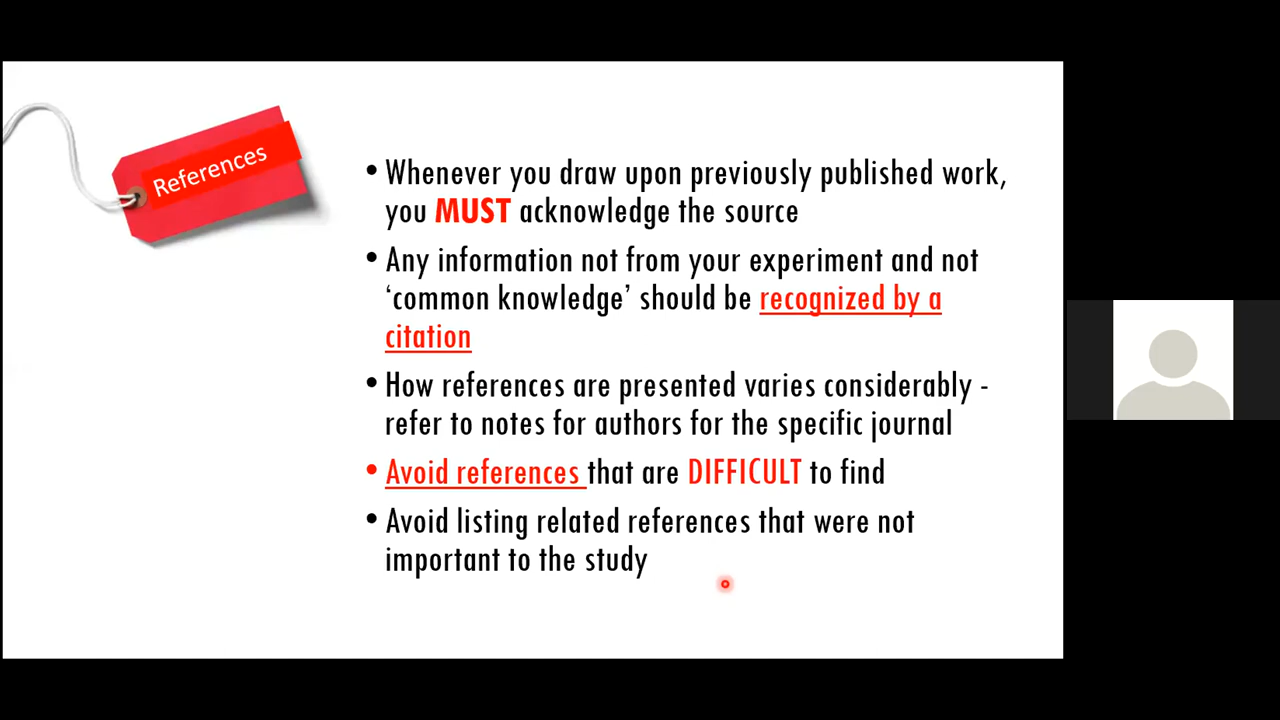 References
• Whenever you draw upon previously published work,
you MUST acknowledge the source
• Any information not from your experiment and not
‘common knowledge’ should be recognized by a
citation
• How references are presented varies considerably -
refer to notes for authors for the specific journal
• Avoid references that are DIFFICULT to find
• Avoid listing related references that were not
important to the study